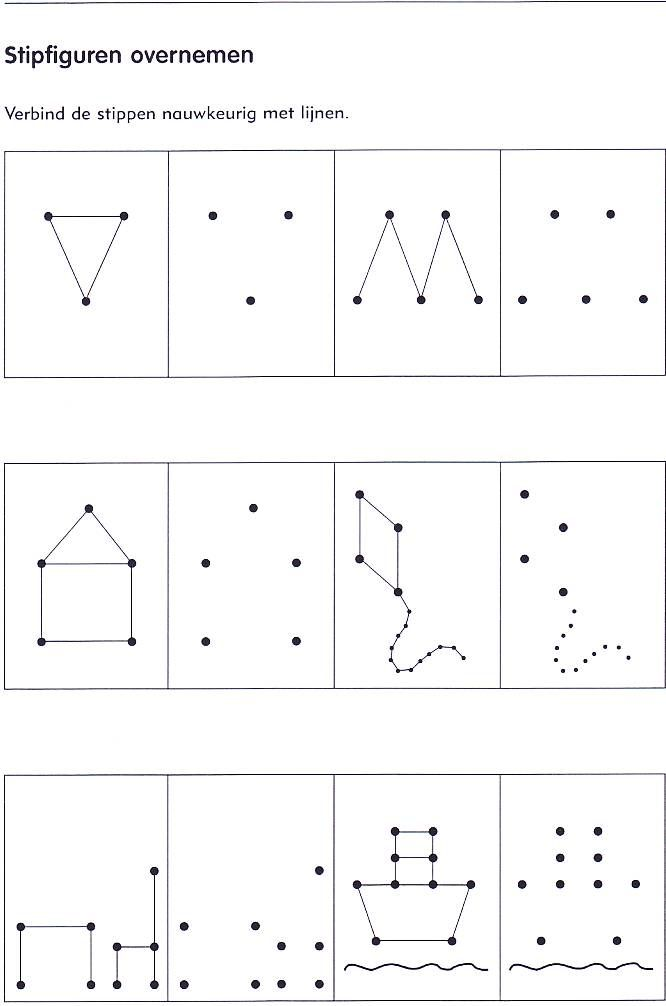 Stipfiguren overnemen
Verbind de stippen nauwkeurig met lijnen.